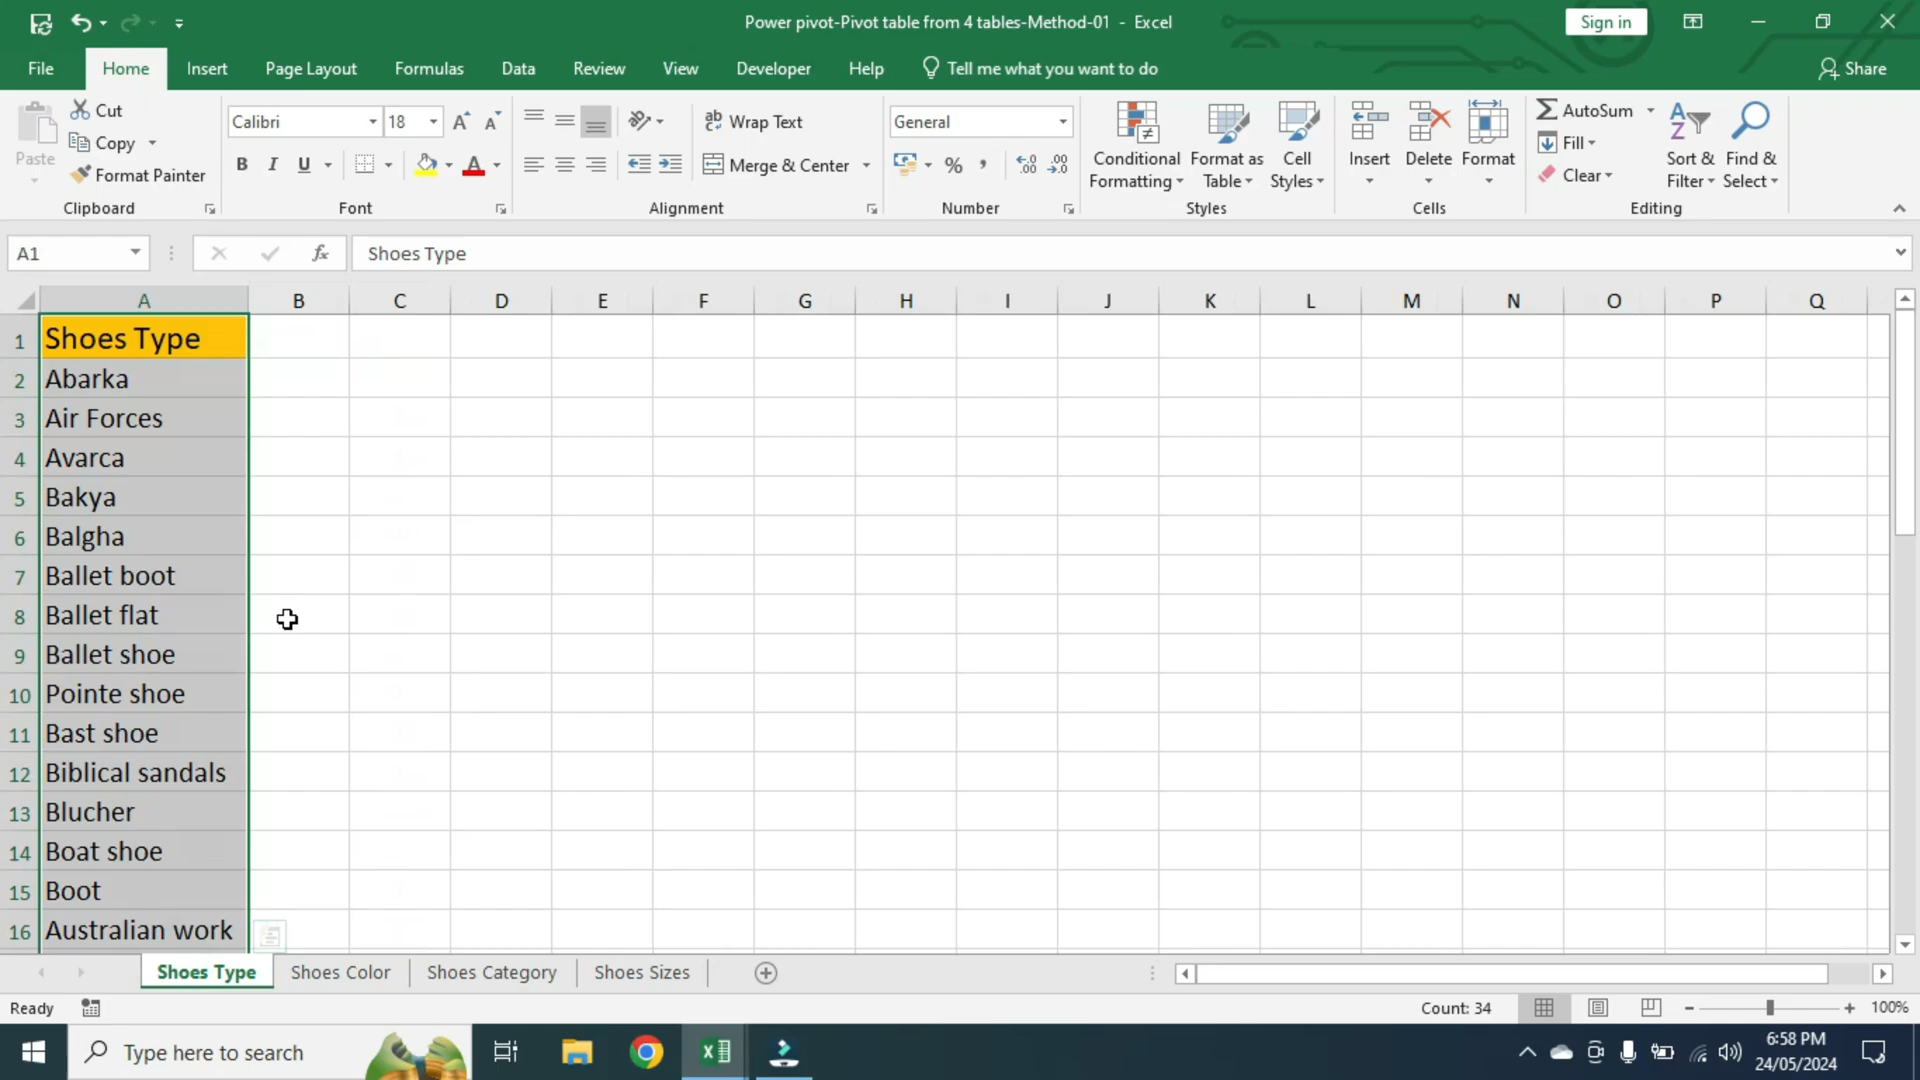 Power pivot-Pivot table from 4 tables-Method-01 - Excel
Sign in
File Home Insert Page Layout Formulas Data Review View Developer Help Tell me what you want to do Share
Paste Cut Copy Format Painter
Calibri 18
B I U A
ab Wrap Text
Merge & Center
General
% , .00
Conditional Formatting
Format as Table
Cell Styles
Insert Delete Format
AutoSum
Fill
Clear
Sort & Filter
Find & Select
Clipboard Font Alignment Number Styles Cells Editing
A1 fx Shoes Type
A B C D E F G H I J K L M N O P Q
1 Shoes Type
2 Abarka
3 Air Forces
4 Avarca
5 Bakya
6 Balgha
7 Ballet boot
8 Ballet flat
9 Ballet shoe
10 Pointe shoe
11 Bast shoe
12 Biblical sandals
13 Blucher
14 Boat shoe
15 Boot
16 Australian work
Shoes Type Shoes Color Shoes Category Shoes Sizes
Ready Count: 34 100%
Type here to search
6:58 PM
24/05/2024